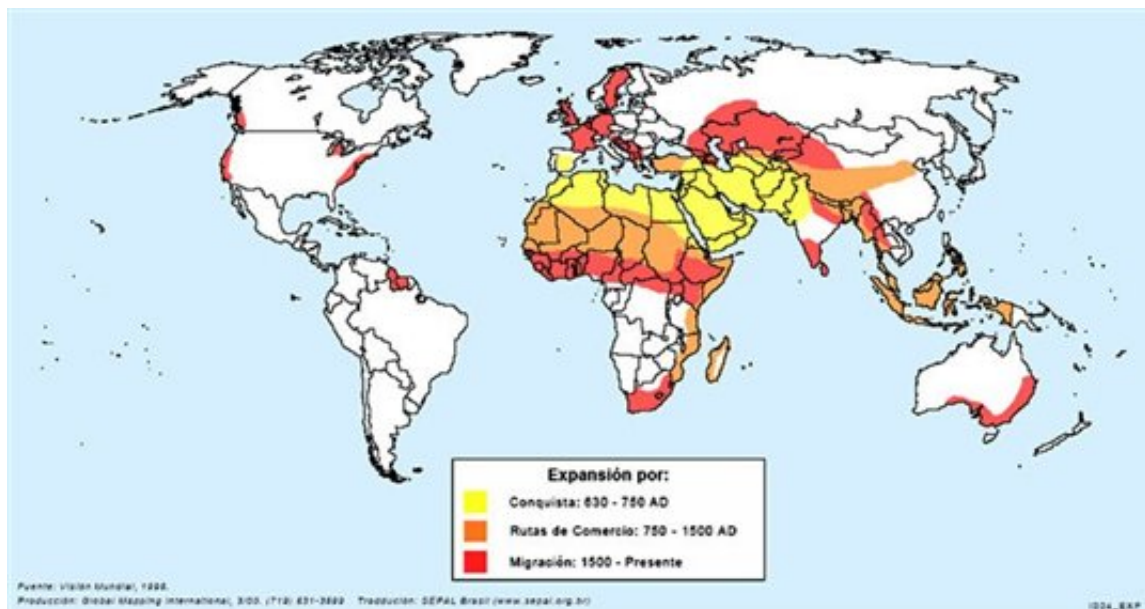 Expansión por:
Conquista: 630 - 750 AD
Rutas de Comercio: 750 - 1500 AD
Migración: 1500 - Presente
Fuente: Visión Mundial, 1996.
Producción: Global Mapping International, 3/00. (719) 531-3599 Traducción: SEPAL Brasil (www.sepal.org.br)